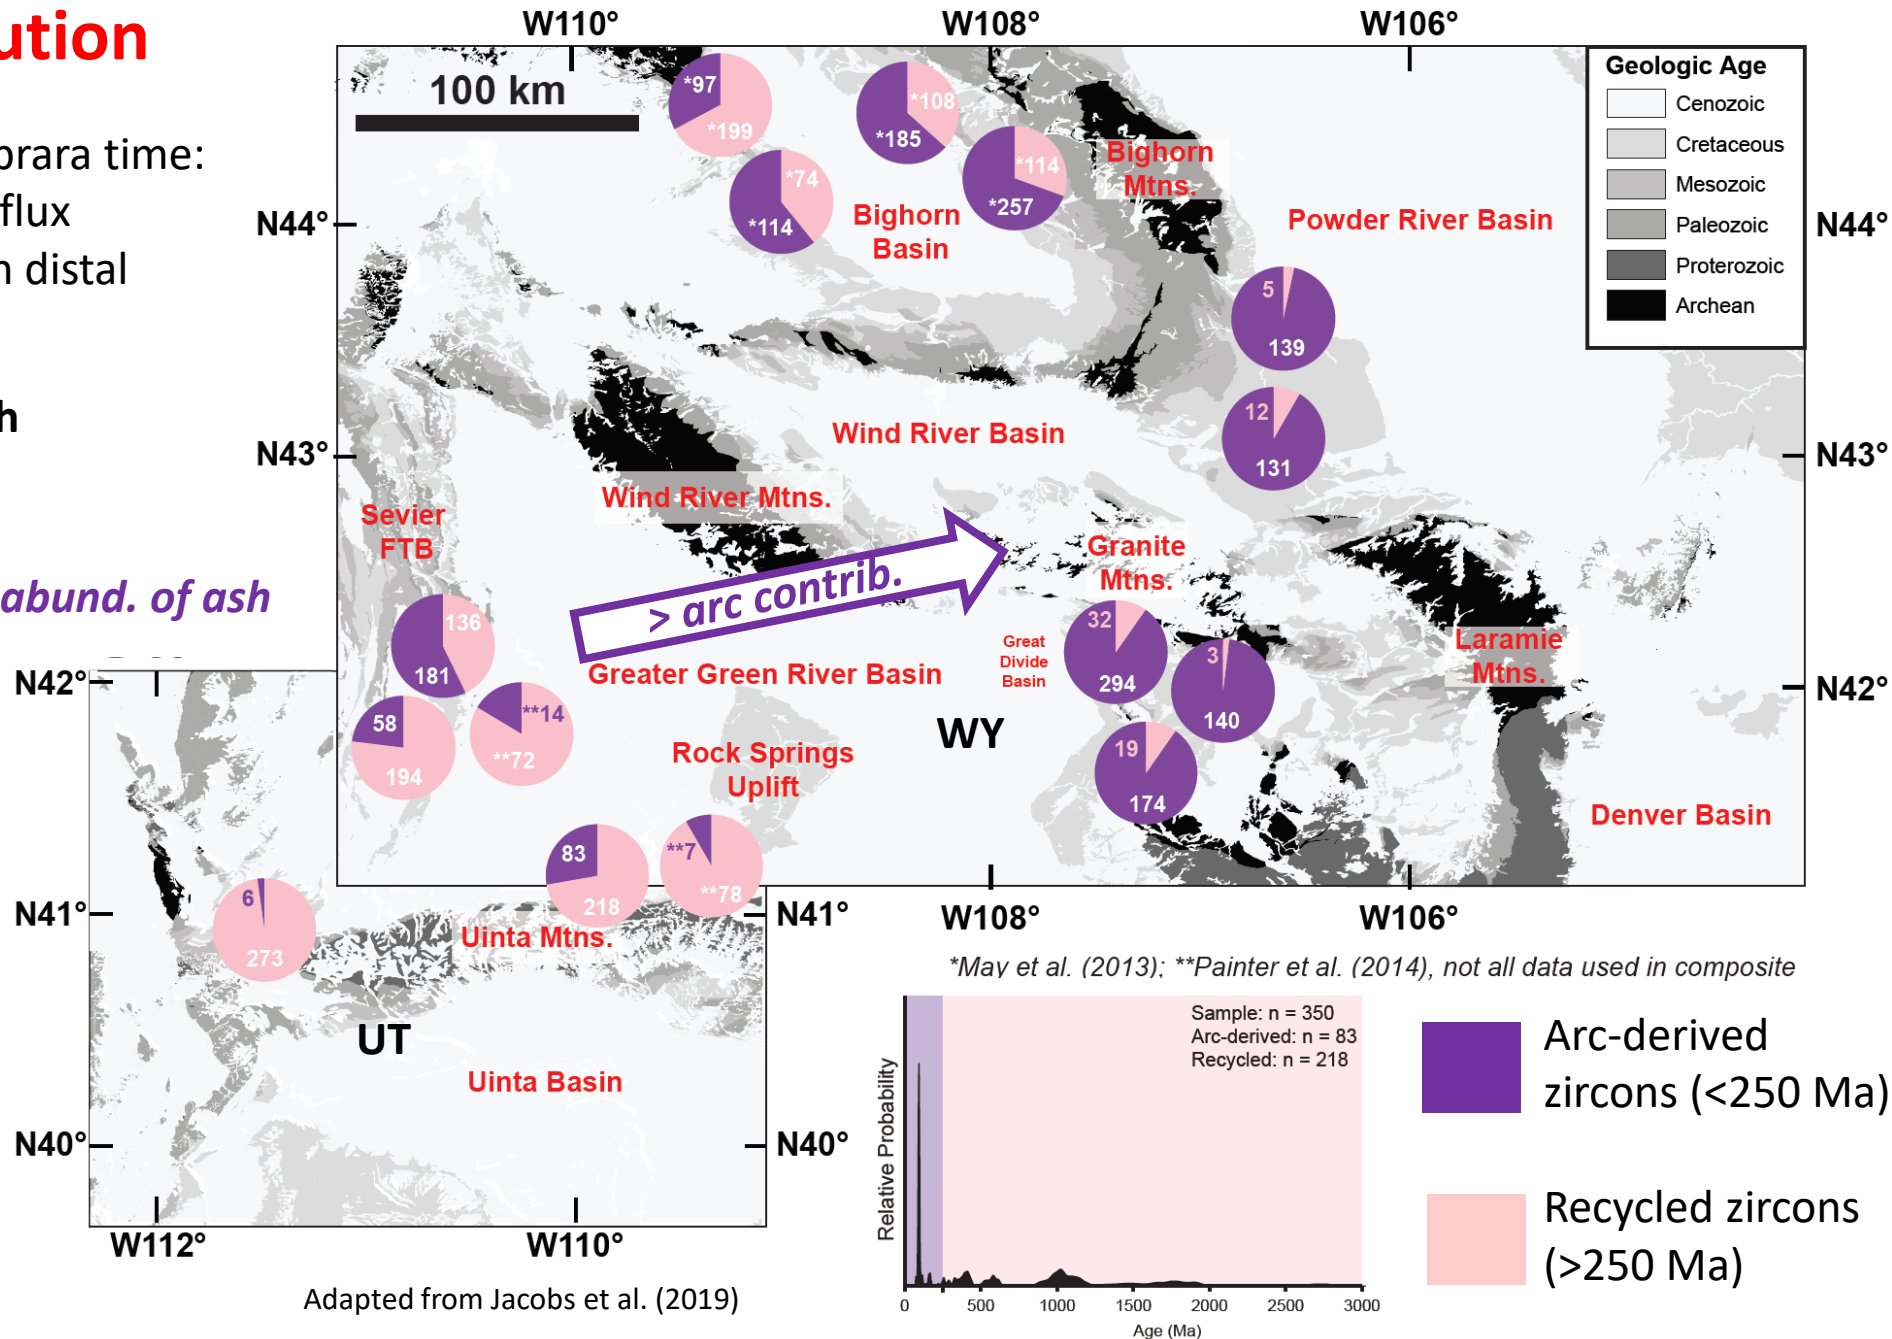 ution
brara time:
flux
n distal
h
abund. of ash
W110°
W108°
W106°
100 km
Geologic Age
Cenozoic
Cretaceous
Mesozoic
Paleozoic
Proterozoic
Archean
*97
*199
*108
*185
*114
*257
*74
*114
Bighorn
Mtns.
Bighorn
Basin
Powder River Basin
N44°
N44°
5
139
12
131
Wind River Basin
N43°
N43°
Wind River Mtns.
Sevier
FTB
Granite
Mtns.
> arc contrib.
136
181
Greater Green River Basin
Great
Divide
Basin
32
294
3
140
Laramie
Mtns.
N42°
N42°
58
194
**14
**72
WY
Rock Springs
Uplift
19
174
Denver Basin
83
218
**7
**78
6
273
N41°
N41°
W108°
W106°
Uinta Mtns.
UT
Uinta Basin
N40°
N40°
W112°
W110°
*May et al. (2013); **Painter et al. (2014), not all data used in composite
Sample: n = 350
Arc-derived: n = 83
Recycled: n = 218
Relative Probability
0
500
1000
1500
2000
2500
3000
Age (Ma)
Arc-derived
zircons (<250 Ma)
Recycled zircons
(>250 Ma)
Adapted from Jacobs et al. (2019)